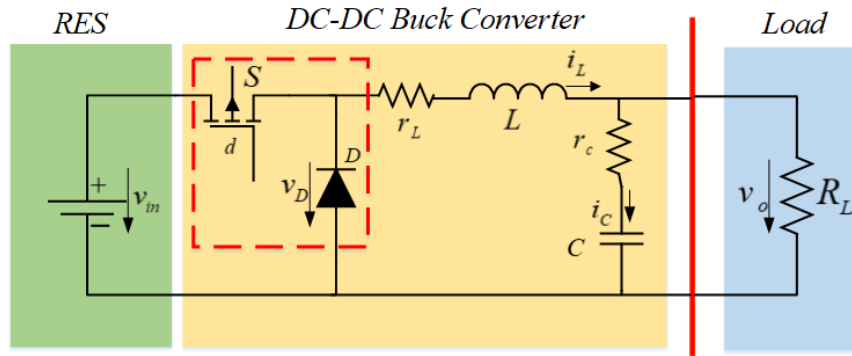 RES
DC-DC Buck Converter
Load
S
d
D
v_D
r_L
L
i_L
r_c
i_C
C
+
v_in
−
v_o
R_L